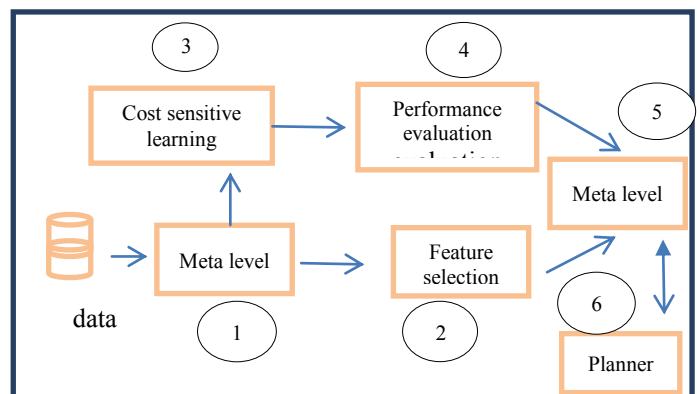 3
4
5
Cost sensitive
learning
Performance
evaluation
evaluation
Meta level
Meta level
Feature
selection
data
1
2
6
Planner